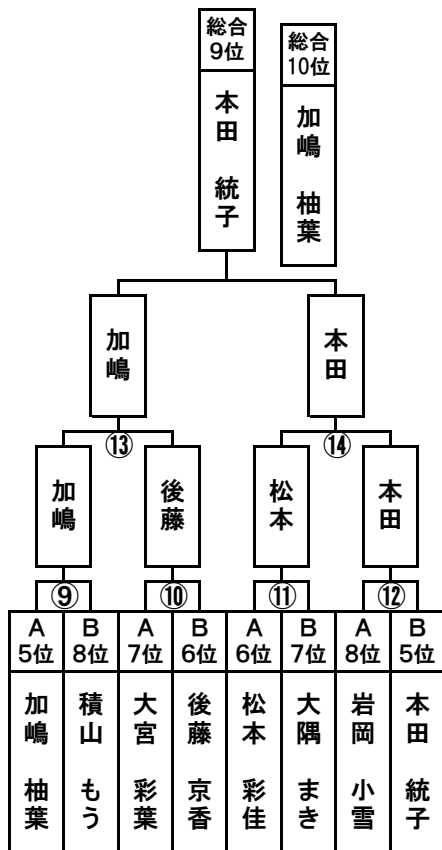 総合
9位
本田 統子
総合
10位
加嶋 柚葉
加嶋
本田
⑬
⑭
加嶋
後藤
松本
本田
⑨
⑩
⑪
⑫
A
5位
B
8位
A
7位
B
6位
A
6位
B
7位
A
8位
B
5位
加嶋 柚葉
積山 もう
大宮 彩葉
後藤 京香
松本 彩佳
大隅 まき
岩岡 小雪
本田 統子